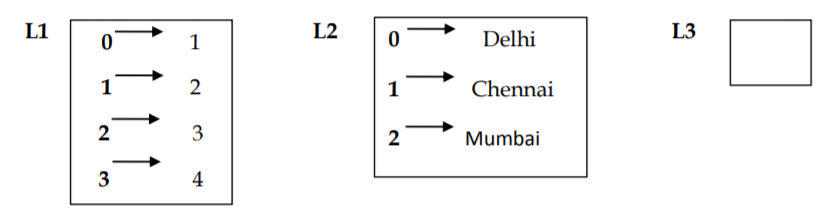 L1
0 1
1 2
2 3
3 4
L2
0 Delhi
1 Chennai
2 Mumbai
L3